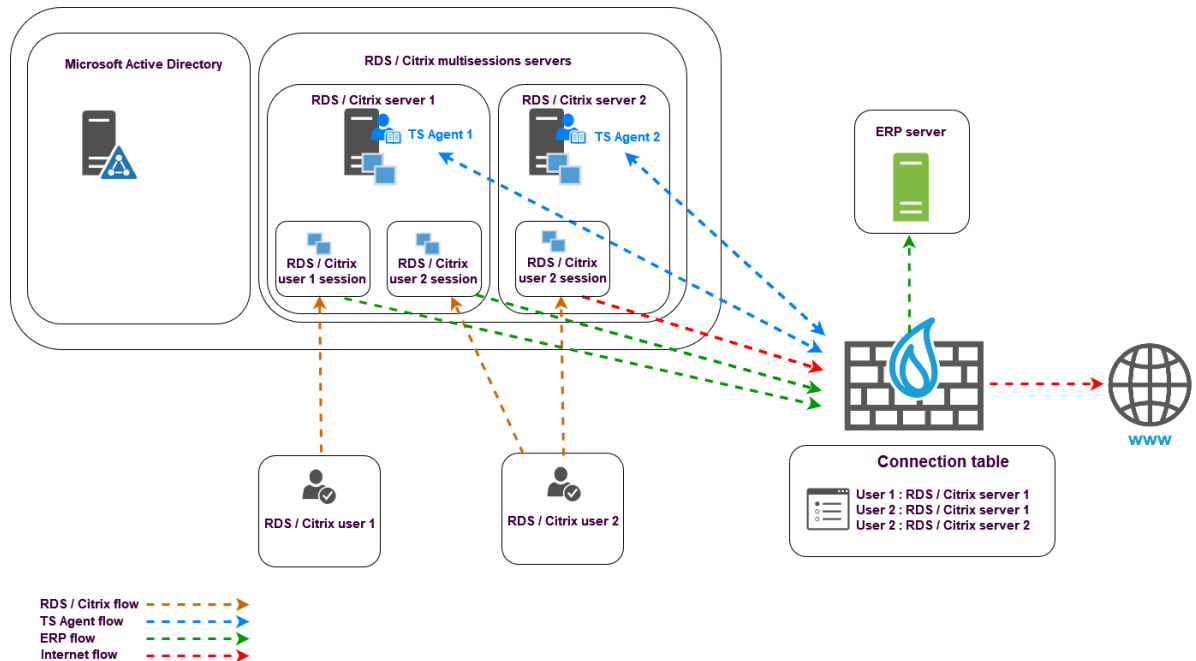 Microsoft Active Directory
RDS / Citrix multisessions servers
RDS / Citrix server 1
TS Agent 1
RDS / Citrix server 2
TS Agent 2
ERP server
RDS / Citrix
user 1 session
RDS / Citrix
user 2 session
RDS / Citrix
user 2 session
www
Connection table
User 1 : RDS / Citrix server 1
User 2 : RDS / Citrix server 1
User 2 : RDS / Citrix server 2
RDS / Citrix user 1
RDS / Citrix user 2
RDS / Citrix flow
TS Agent flow
ERP flow
Internet flow